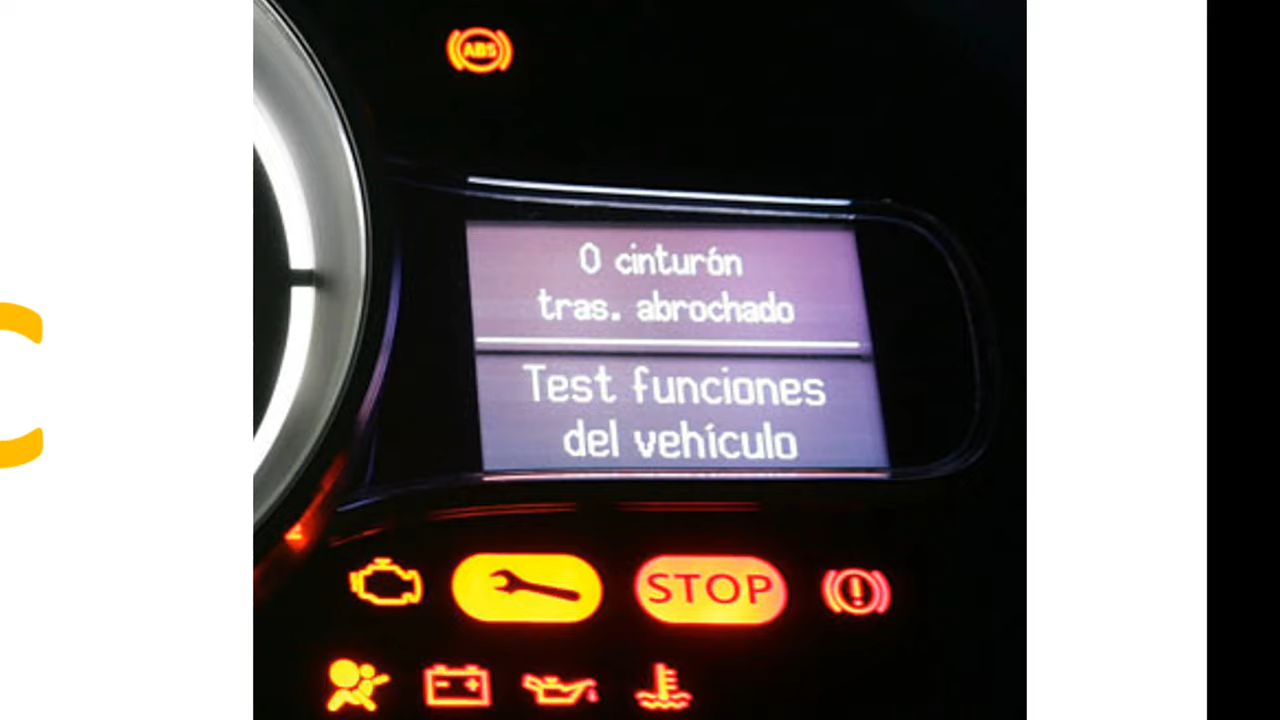 ABS
0 cinturón
tras. abrochado
Test funciones
del vehículo
STOP